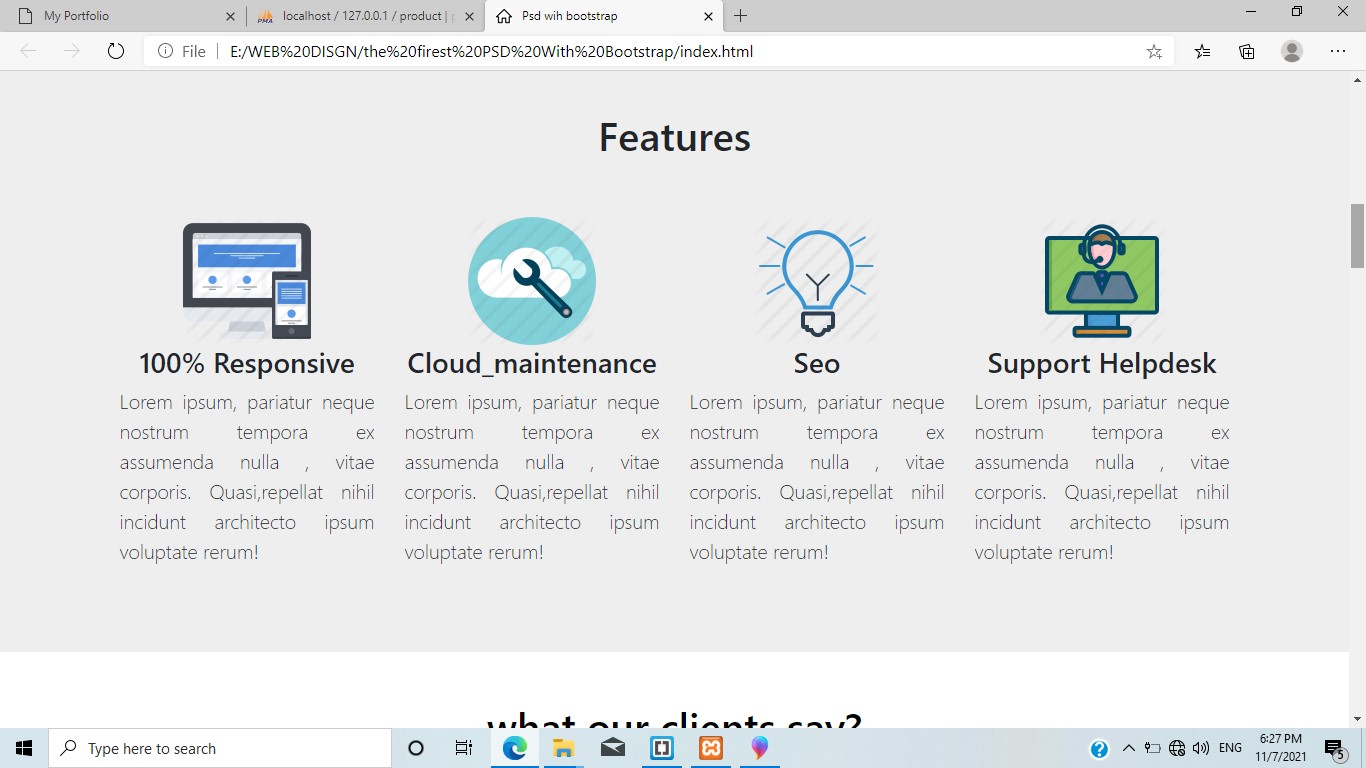 My Portfolio
PMA localhost / 127.0.0.1 / product | p
Psd wih bootstrap
File E:/WEB%20DISGN/the%20firest%20PSD%20With%20Bootstrap/index.html
Features
100% Responsive
Lorem ipsum, pariatur neque
nostrum tempora ex
assumenda nulla , vitae
corporis. Quasi,repellat nihil
incidunt architecto ipsum
voluptate rerum!
Cloud_maintenance
Lorem ipsum, pariatur neque
nostrum tempora ex
assumenda nulla , vitae
corporis. Quasi,repellat nihil
incidunt architecto ipsum
voluptate rerum!
Seo
Lorem ipsum, pariatur neque
nostrum tempora ex
assumenda nulla , vitae
corporis. Quasi,repellat nihil
incidunt architecto ipsum
voluptate rerum!
Support Helpdesk
Lorem ipsum, pariatur neque
nostrum tempora ex
assumenda nulla , vitae
corporis. Quasi,repellat nihil
incidunt architecto ipsum
voluptate rerum!
what our clients say?
Type here to search
ENG
6:27 PM
11/7/2021
5